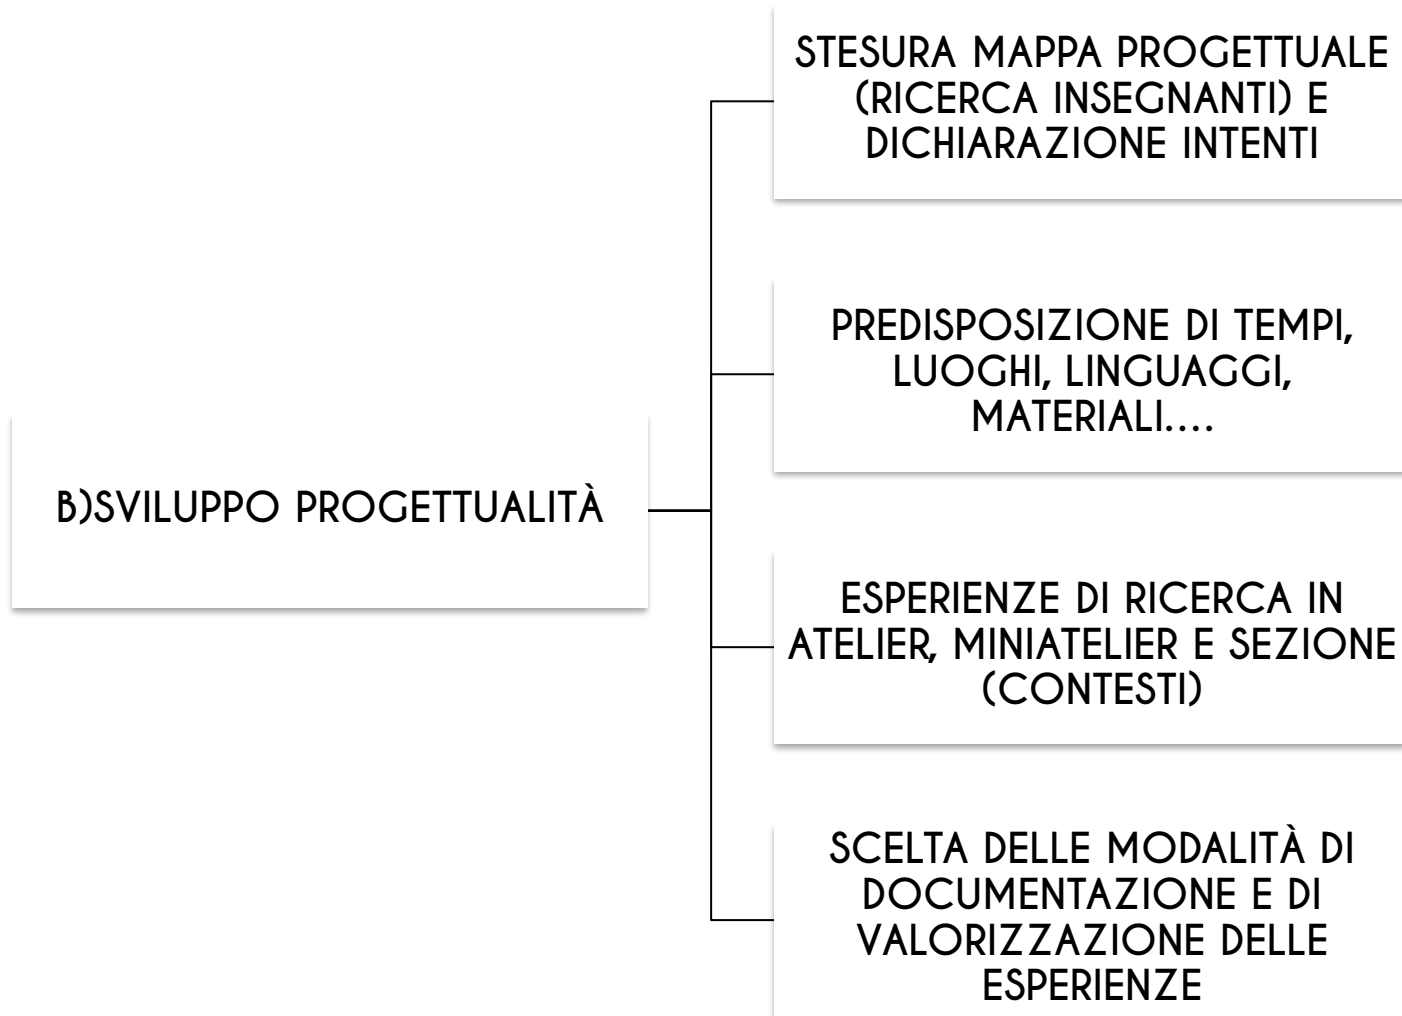 STESURA MAPPA PROGETTUALE
(RICERCA INSEGNANTI) E
DICHIARAZIONE INTENTI
PREDISPOSIZIONE DI TEMPI,
LUOGHI, LINGUAGGI,
MATERIALI....
B)SVILUPPO PROGETTUALITÀ
ESPERIENZE DI RICERCA IN
ATELIER, MINIATELIER E SEZIONE
(CONTESTI)
SCELTA DELLE MODALITÀ DI
DOCUMENTAZIONE E DI
VALORIZZAZIONE DELLE
ESPERIENZE